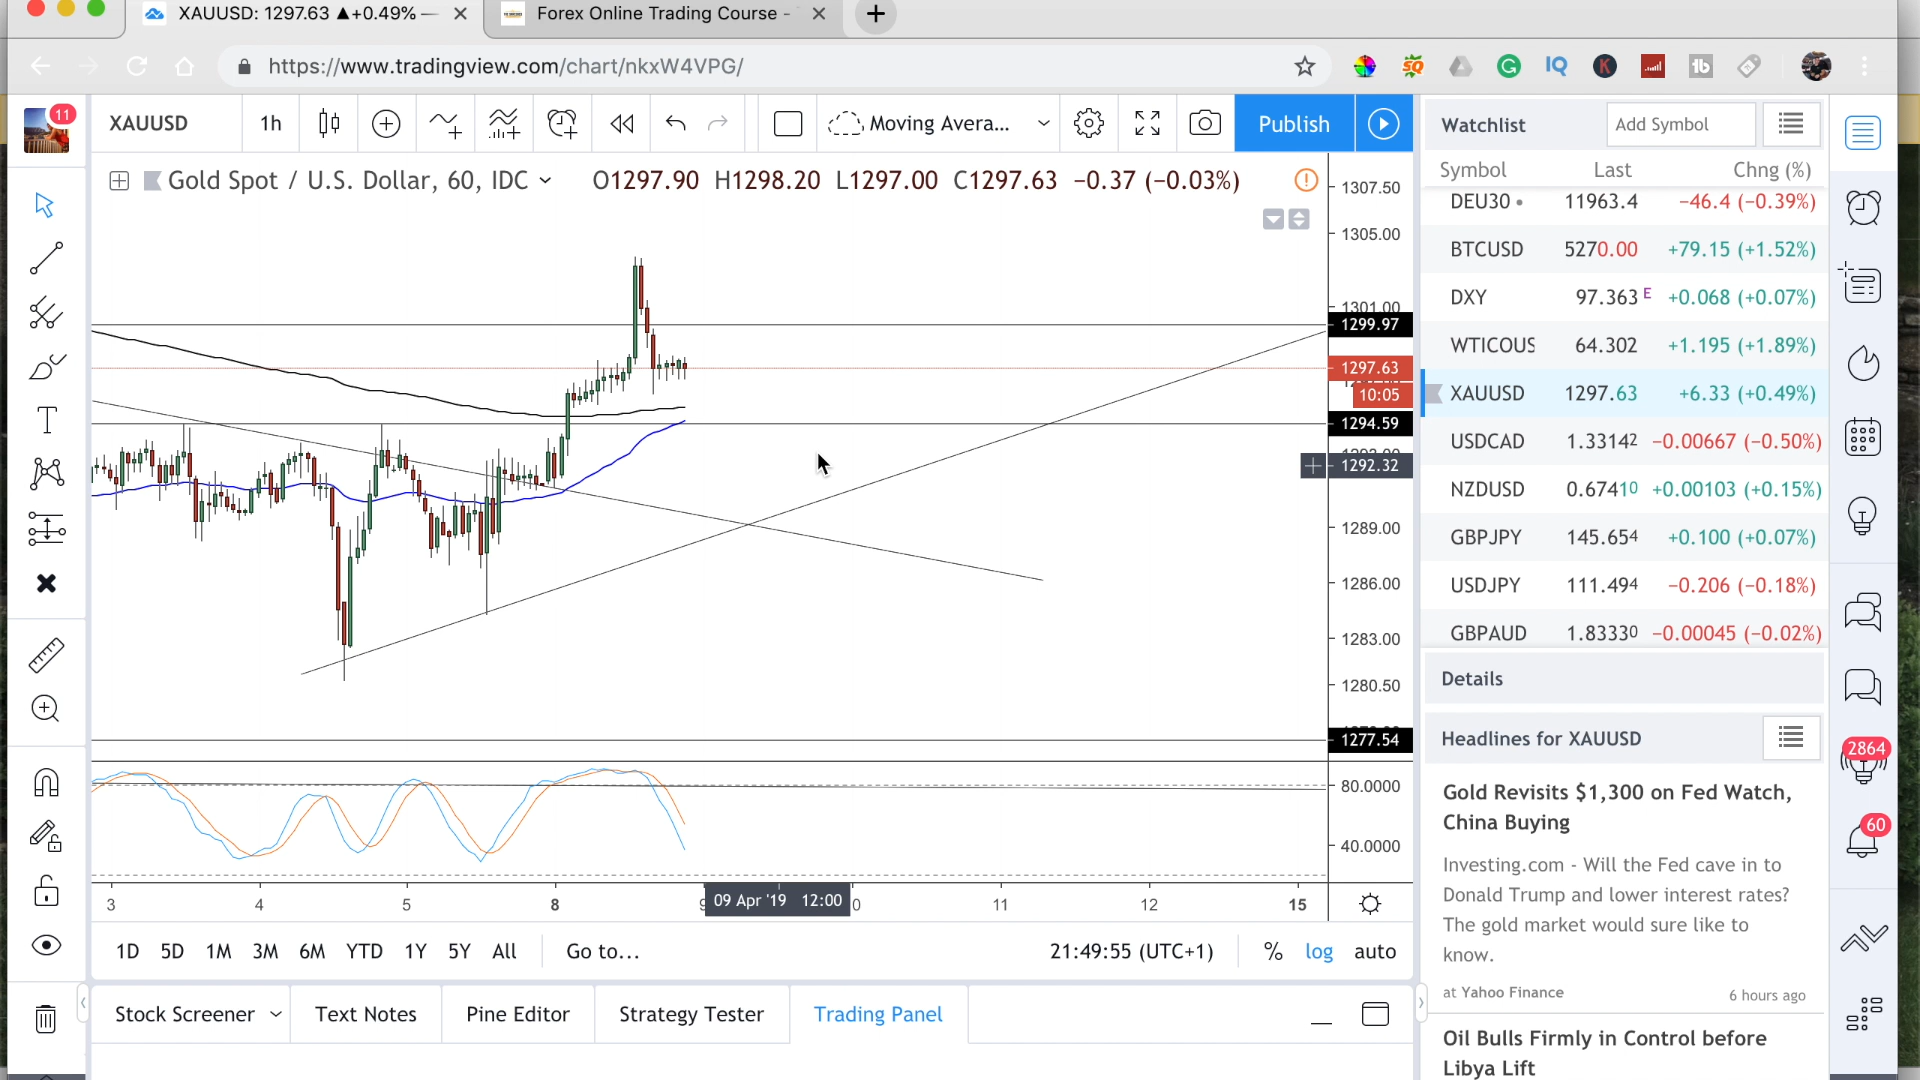 XAUUSD: 1297.63 ▲+0.49% —
Forex Online Trading Course -
https://www.tradingview.com/chart/nkxW4VPG/
11
XAUUSD 1h Moving Avera... Publish
Gold Spot / U.S. Dollar, 60, IDC O1297.90 H1298.20 L1297.00 C1297.63 −0.37 (−0.03%)
1307.50
1305.00
1301.00
1299.97
1297.63
10:05
1294.59
1292.32
1289.00
1286.00
1283.00
1280.50
1277.54
80.0000
40.0000
3 4 5 8 09 Apr '19 12:00 0 11 12 15
1D 5D 1M 3M 6M YTD 1Y 5Y All Go to... 21:49:55 (UTC+1) % log auto
Stock Screener Text Notes Pine Editor Strategy Tester Trading Panel
Watchlist Add Symbol
Symbol Last Chng (%)
DEU30 11963.4 −46.4 (−0.39%)
BTCUSD 5270.00 +79.15 (+1.52%)
DXY 97.363 E +0.068 (+0.07%)
WTICOUS 64.302 +1.195 (+1.89%)
XAUUSD 1297.63 +6.33 (+0.49%)
USDCAD 1.33142 −0.00667 (−0.50%)
NZDUSD 0.67410 +0.00103 (+0.15%)
GBPJPY 145.654 +0.100 (+0.07%)
USDJPY 111.494 −0.206 (−0.18%)
GBPAUD 1.83330 −0.00045 (−0.02%)
Details
Headlines for XAUUSD
Gold Revisits $1,300 on Fed Watch,
China Buying
Investing.com - Will the Fed cave in to
Donald Trump and lower interest rates?
The gold market would sure like to
know.
at Yahoo Finance 6 hours ago
Oil Bulls Firmly in Control before
Libya Lift
2864
60